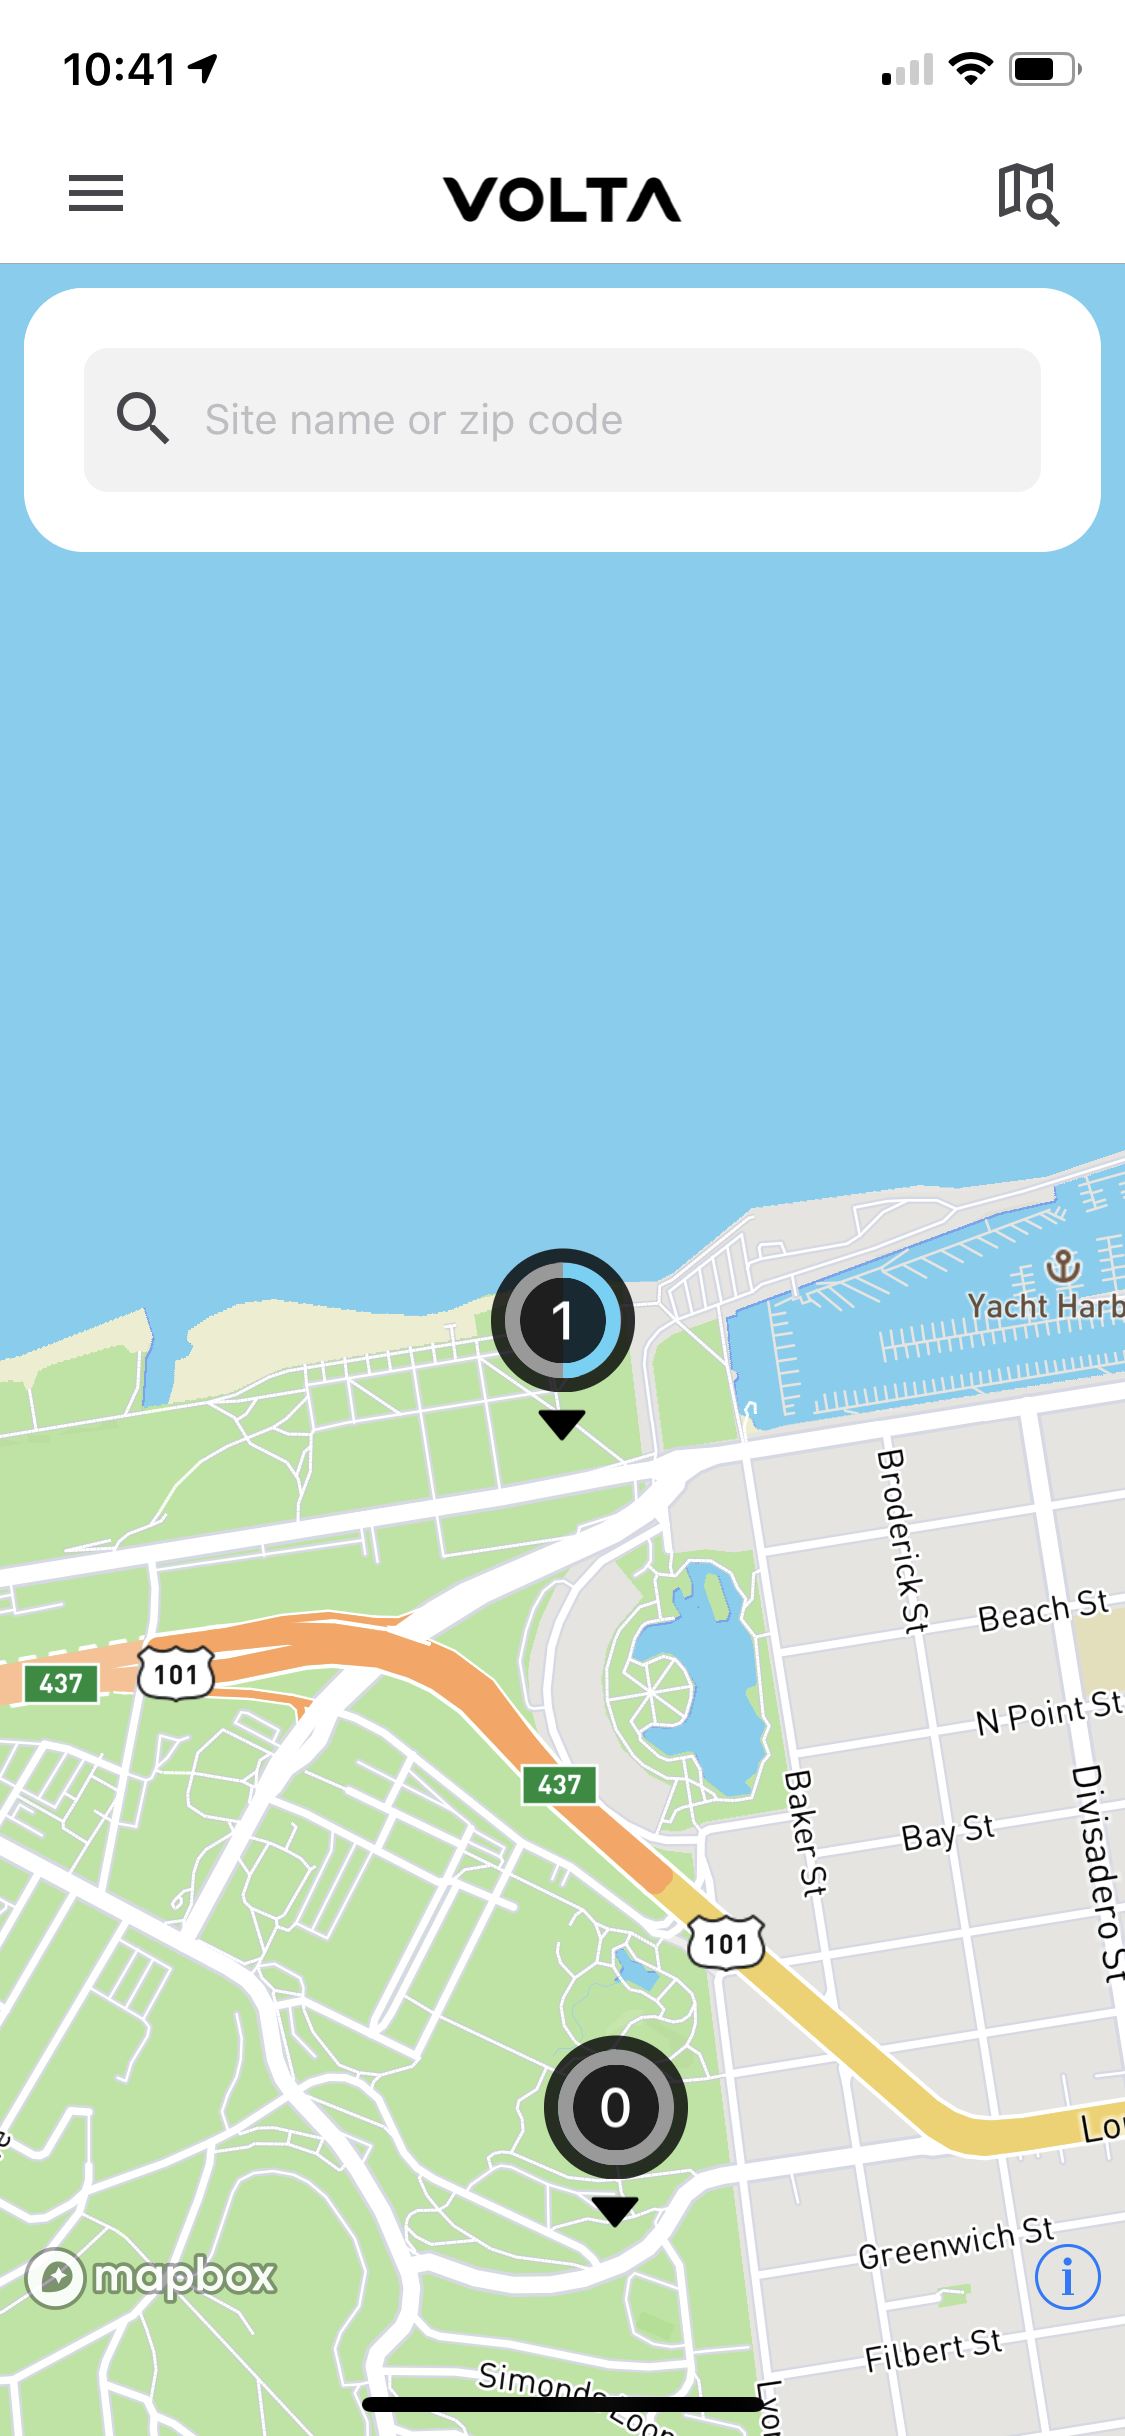 10:41
VOLTA
Site name or zip code
Yacht Harb
1
Broderick St
Beach St
437
101
N Point St
437
Baker St
Bay St
Divisadero St
101
0
Lo
Greenwich St
mapbox
i
Filbert St
Simonds Loop
Lyon